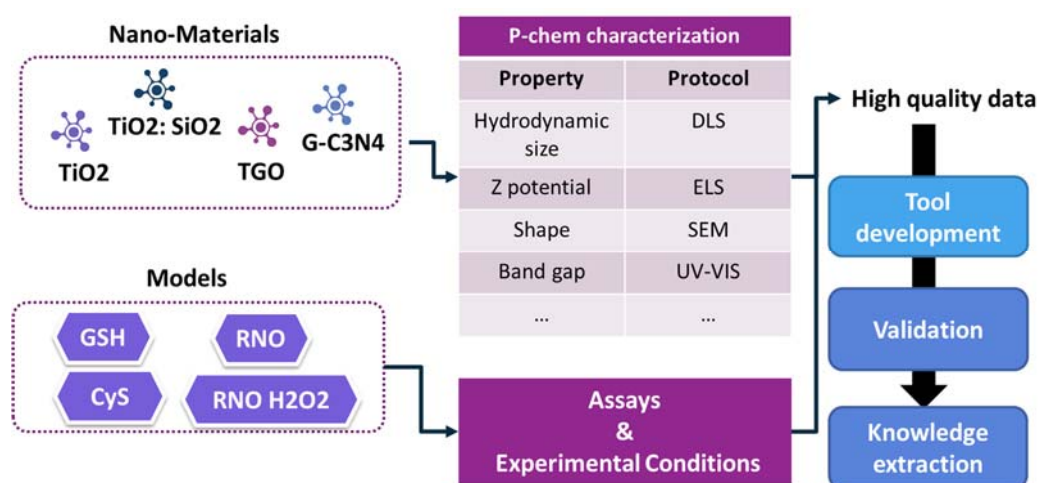 Nano-Materials
TiO2: SiO2
G-C3N4
TiO2
TGO
P-chem characterization
Property Protocol
Hydrodynamic
size
DLS
Z potential ELS
Shape SEM
Band gap UV-VIS
... ...
Models
GSH RNO
CyS RNO H2O2
Assays
&
Experimental Conditions
High quality data
Tool
development
Validation
Knowledge
extraction